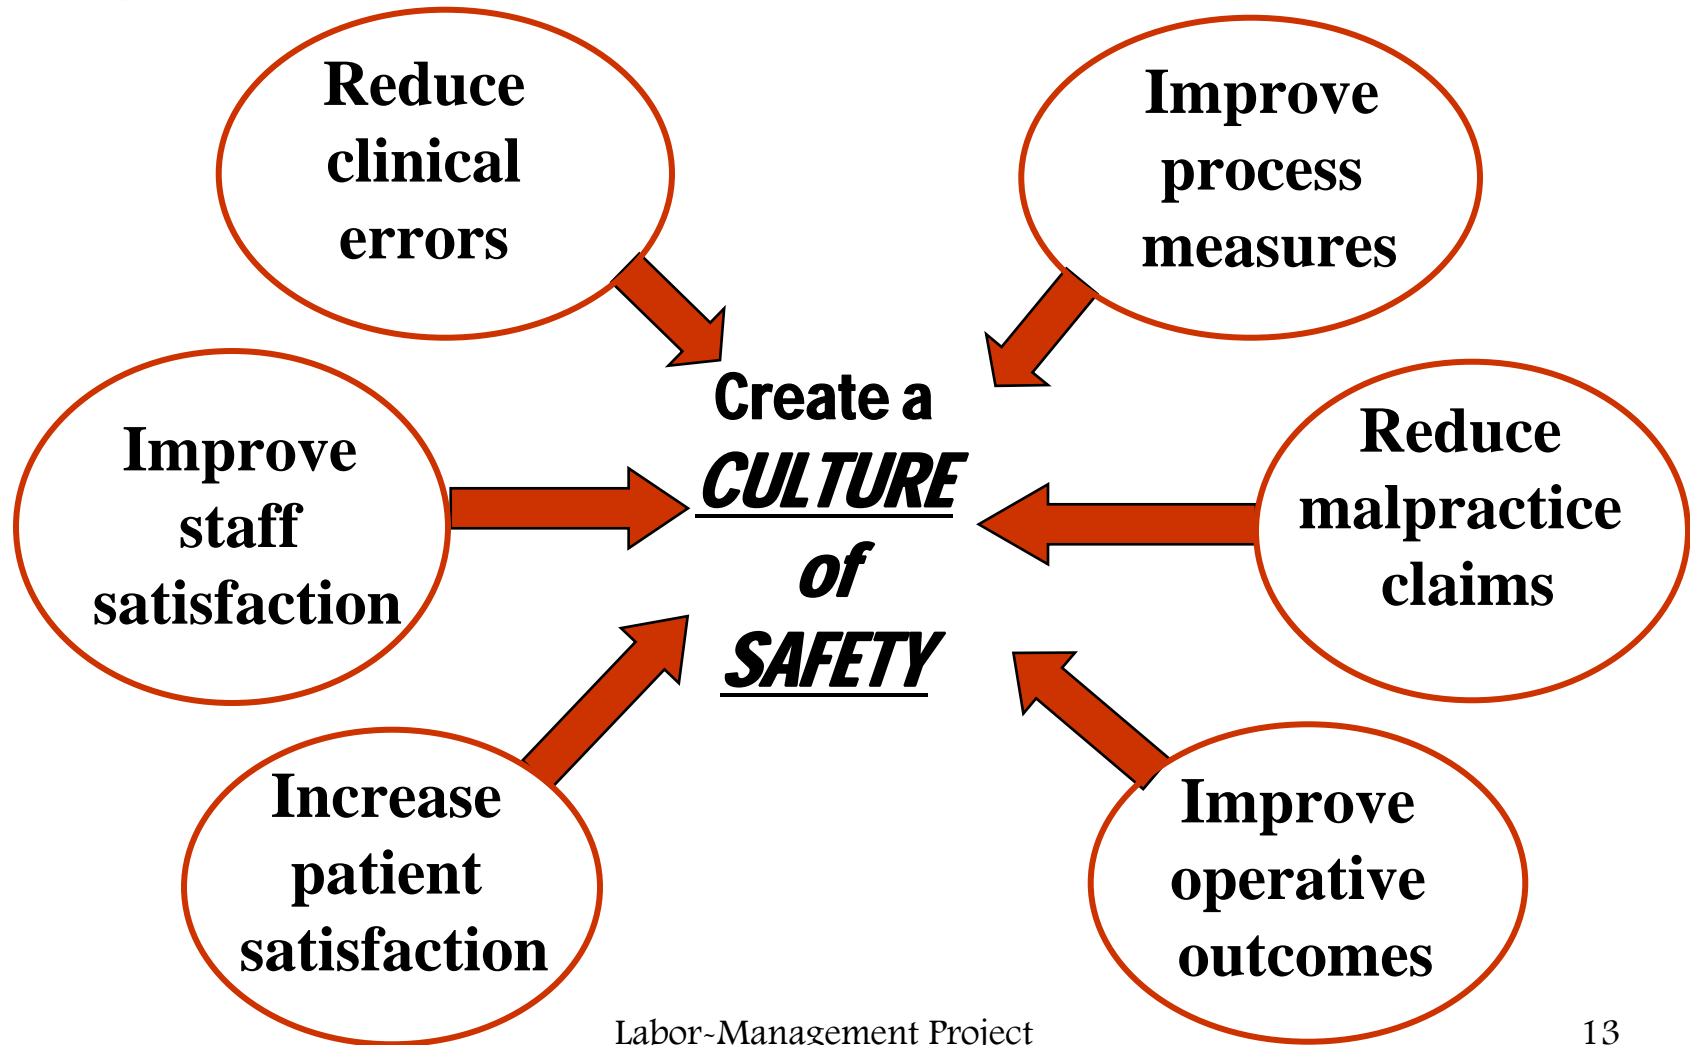 Reduce
clinical
errors
Improve
process
measures
Improve
staff
satisfaction
Create a
CULTURE
of
SAFETY
Reduce
malpractice
claims
Increase
patient
satisfaction
Improve
operative
outcomes
Labor-Management Project
13